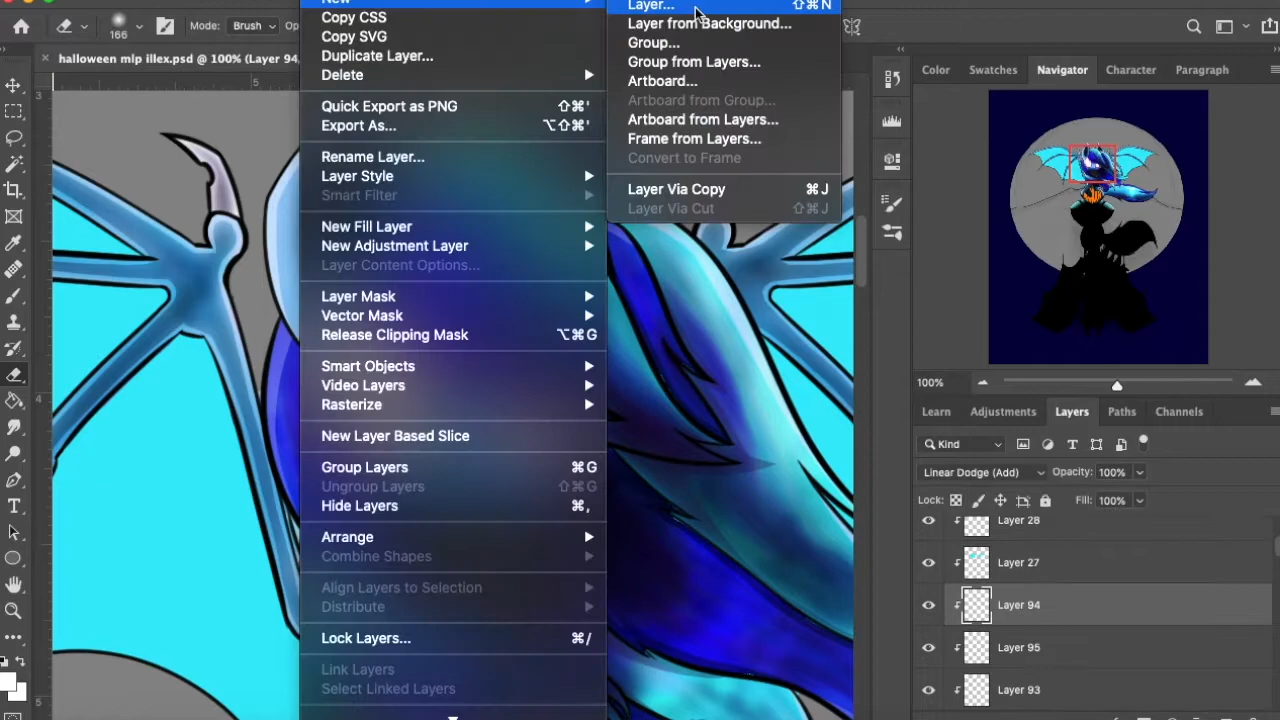 New
Layer... ⇧⌘N
166
Mode: Brush
Op
Copy CSS
Layer from Background...
Copy SVG
Group...
halloween mlp illex.psd @ 100% (Layer 94,
Duplicate Layer...
Group from Layers...
Delete
Artboard...
Artboard from Group...
Quick Export as PNG ⇧⌘'
Artboard from Layers...
Export As... ⌥⇧⌘'
Frame from Layers...
Convert to Frame
Rename Layer...
Layer Style
Layer Via Copy ⌘J
Smart Filter
Layer Via Cut ⇧⌘J
New Fill Layer
New Adjustment Layer
Layer Content Options...
Layer Mask
Vector Mask
Release Clipping Mask ⌥⌘G
Smart Objects
Video Layers
Rasterize
New Layer Based Slice
Group Layers ⌘G
Ungroup Layers ⇧⌘G
Hide Layers ⌘,
Arrange
Combine Shapes
Align Layers to Selection
Distribute
Lock Layers... ⌘/
Link Layers
Select Linked Layers
5
3
4
5
Color Swatches Navigator Character Paragraph
100%
Learn Adjustments Layers Paths Channels
Kind
Linear Dodge (Add) Opacity: 100%
Lock: Fill: 100%
Layer 28
Layer 27
Layer 94
Layer 95
Layer 93